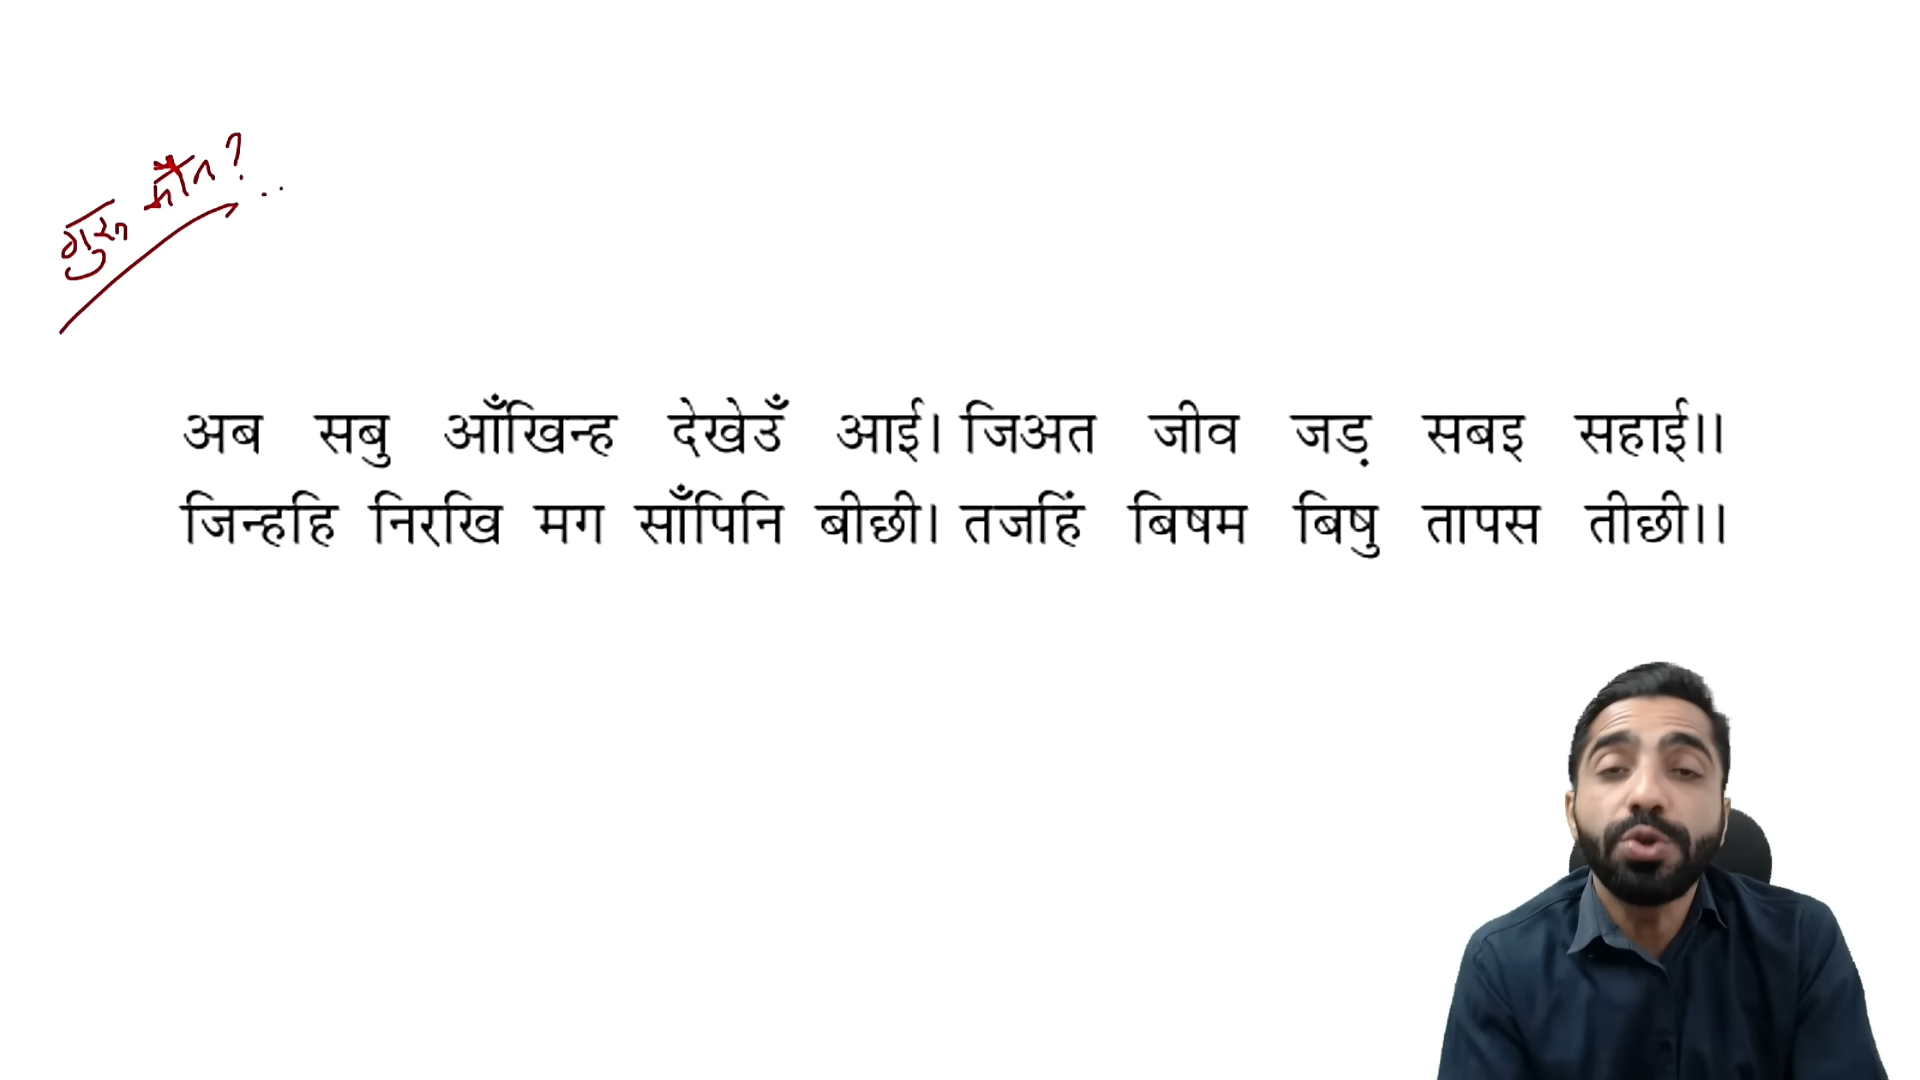 गुरु मौन?
अब सबु आँखिन्ह देखेउँ आई। जिअत जीव जड़ सबइ सहाई।।
जिन्हहि निरखि मग साँपिनि बीछी। तजहिं बिषम बिषु तापस तीछी।।